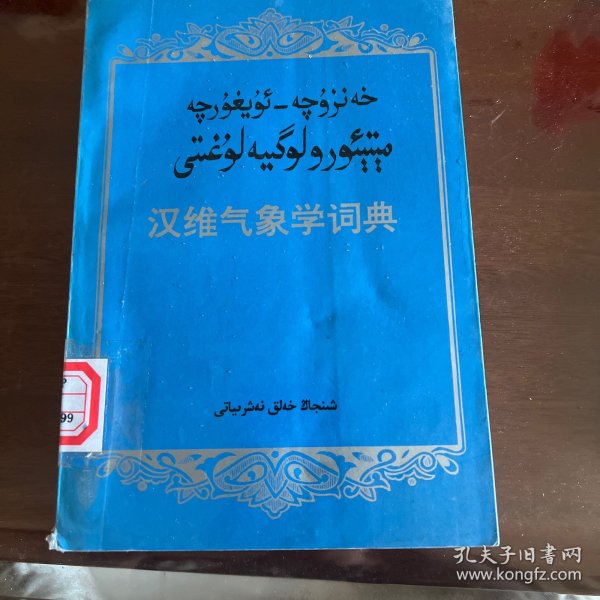 خەنزۇچە - ئۇيغۇرچە
مېتېئورولوگىيە لۇغىتى
汉维气象学词典
شىنجاڭ خەلق نەشرىياتى
99
孔夫子旧书网
www.kongfz.com